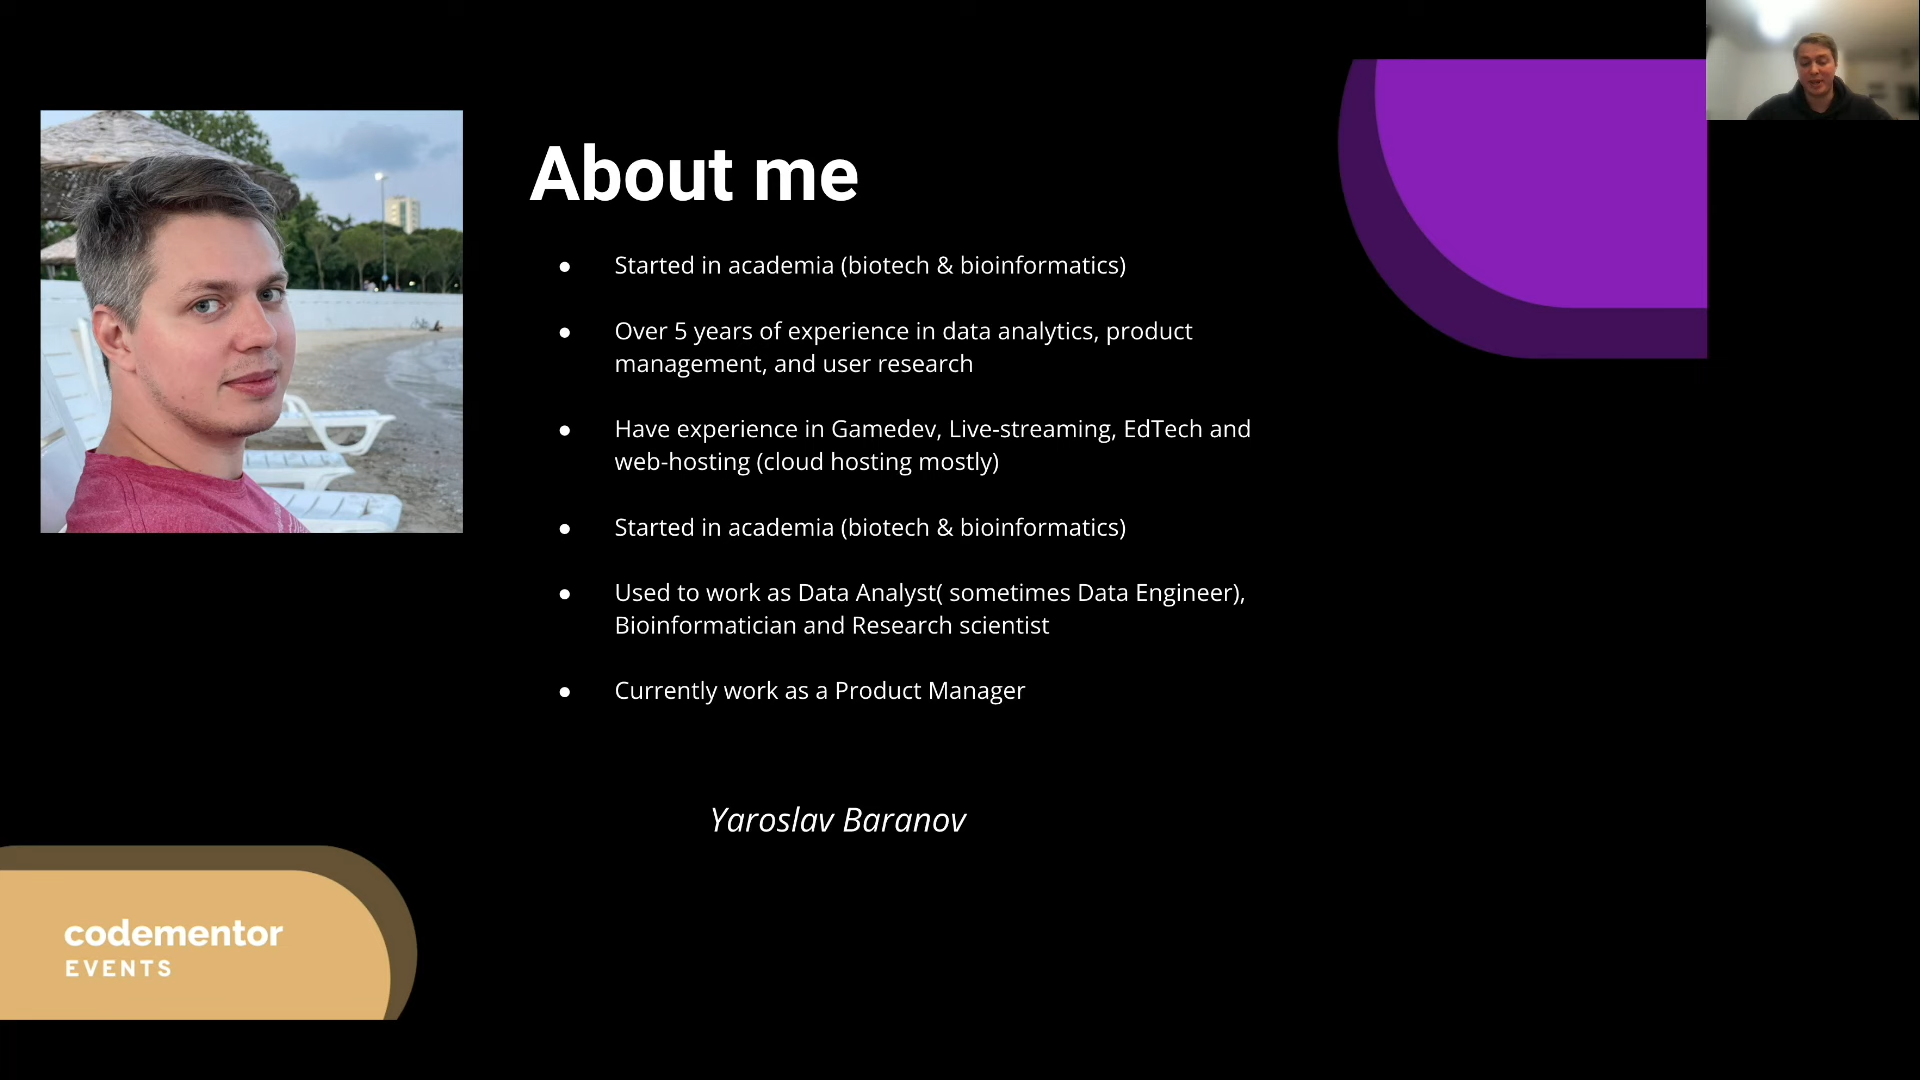 About me
● Started in academia (biotech & bioinformatics)
● Over 5 years of experience in data analytics, product
management, and user research
● Have experience in Gamedev, Live-streaming, EdTech and
web-hosting (cloud hosting mostly)
● Started in academia (biotech & bioinformatics)
● Used to work as Data Analyst( sometimes Data Engineer),
Bioinformatician and Research scientist
● Currently work as a Product Manager
Yaroslav Baranov
codementor
EVENTS